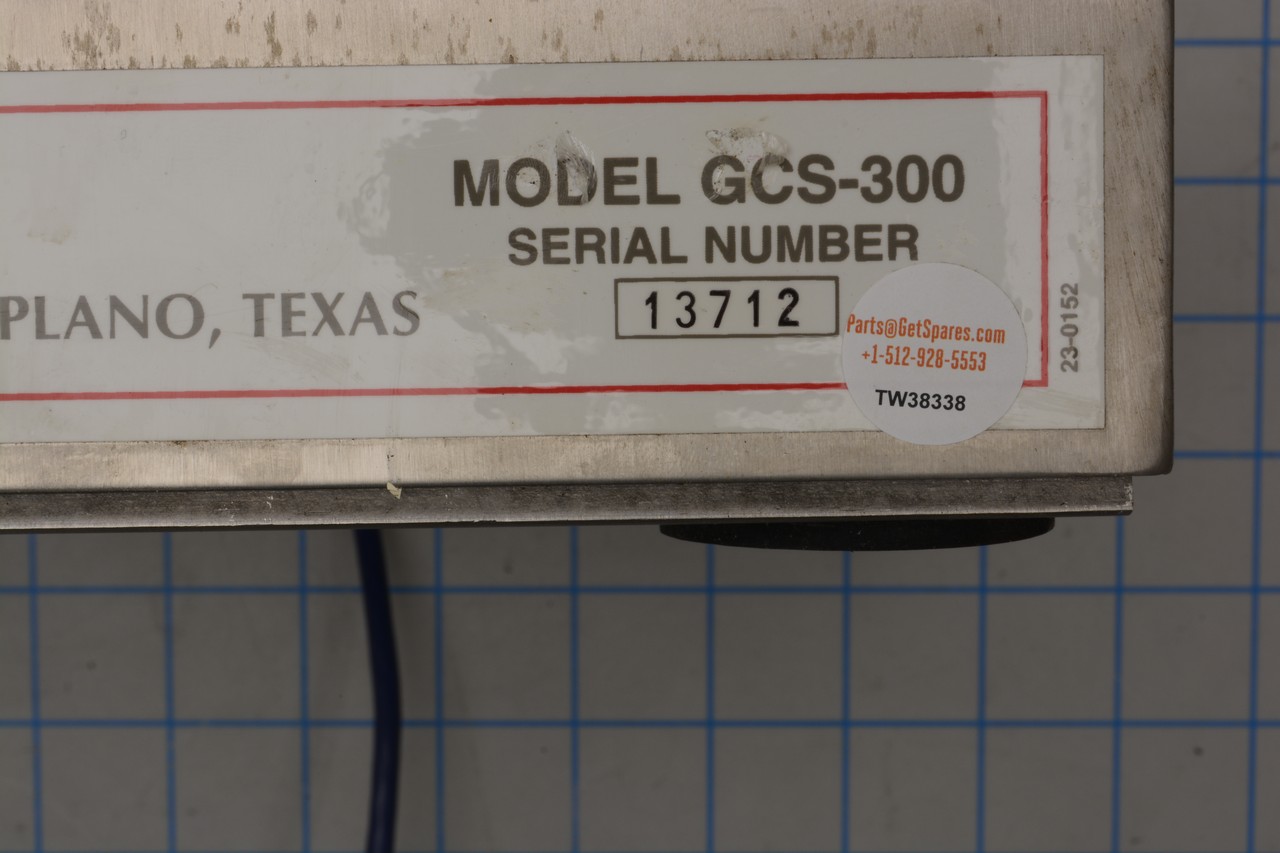 MODEL GCS-300
SERIAL NUMBER
13712
PLANO, TEXAS
Parts@GetSpares.com
+1-512-928-5553
TW38338
23-0152